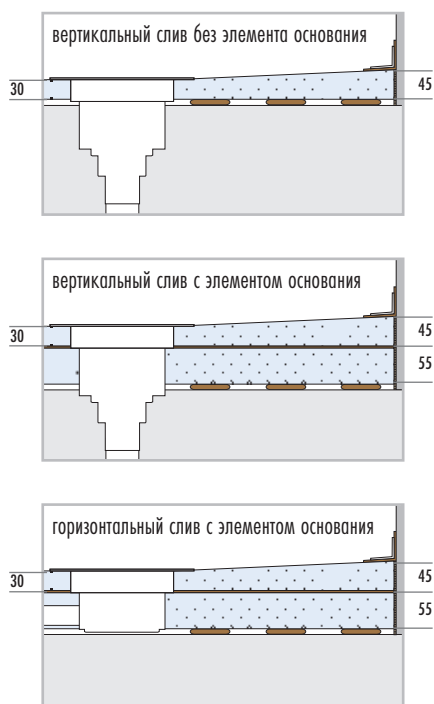 вертикальный слив без элемента основания
30
45
вертикальный слив с элементом основания
30
45
55
горизонтальный слив с элементом основания
30
45
55